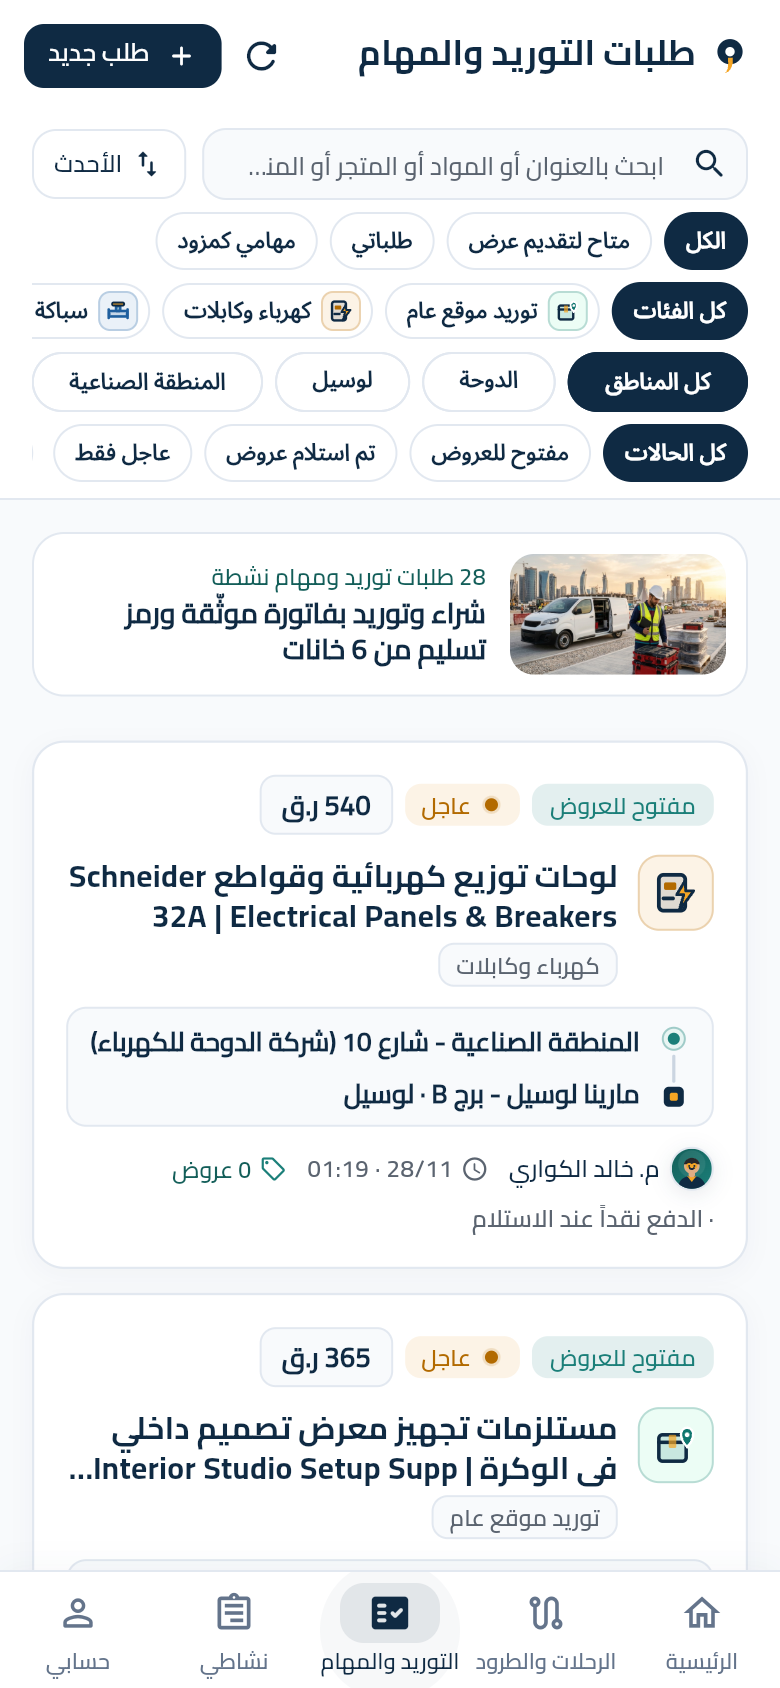 طلبات التوريد والمهام
طلب جديد
ابحث بالعنوان أو المواد أو المتجر أو المنـ...
الأحدث
الكل
متاح لتقديم عرض
طلباتي
مهامي كمزود
كل الفئات
توريد موقع عام
كهرباء وكابلات
سباكة
كل المناطق
الدوحة
لوسيل
المنطقة الصناعية
كل الحالات
مفتوح للعروض
تم استلام عروض
عاجل فقط
28 طلبات توريد ومهام نشطة
شراء وتوريد بفاتورة موثّقة ورمز
تسليم من 6 خانات
مفتوح للعروض
عاجل
540 ر.ق
لوحات توزيع كهربائية وقواطع Schneider
32A | Electrical Panels & Breakers
كهرباء وكابلات
المنطقة الصناعية - شارع 10 (شركة الدوحة للكهرباء)
مارينا لوسيل - برج B · لوسيل
م. خالد الكواري
28/11 · 01:19
0 عروض
· الدفع نقداً عند الاستلام
مفتوح للعروض
عاجل
365 ر.ق
مستلزمات تجهيز معرض تصميم داخلي
في الوكرة | Interior Studio Setup Supp...
توريد موقع عام
الرئيسية
الرحلات والطرود
التوريد والمهام
نشاطي
حسابي